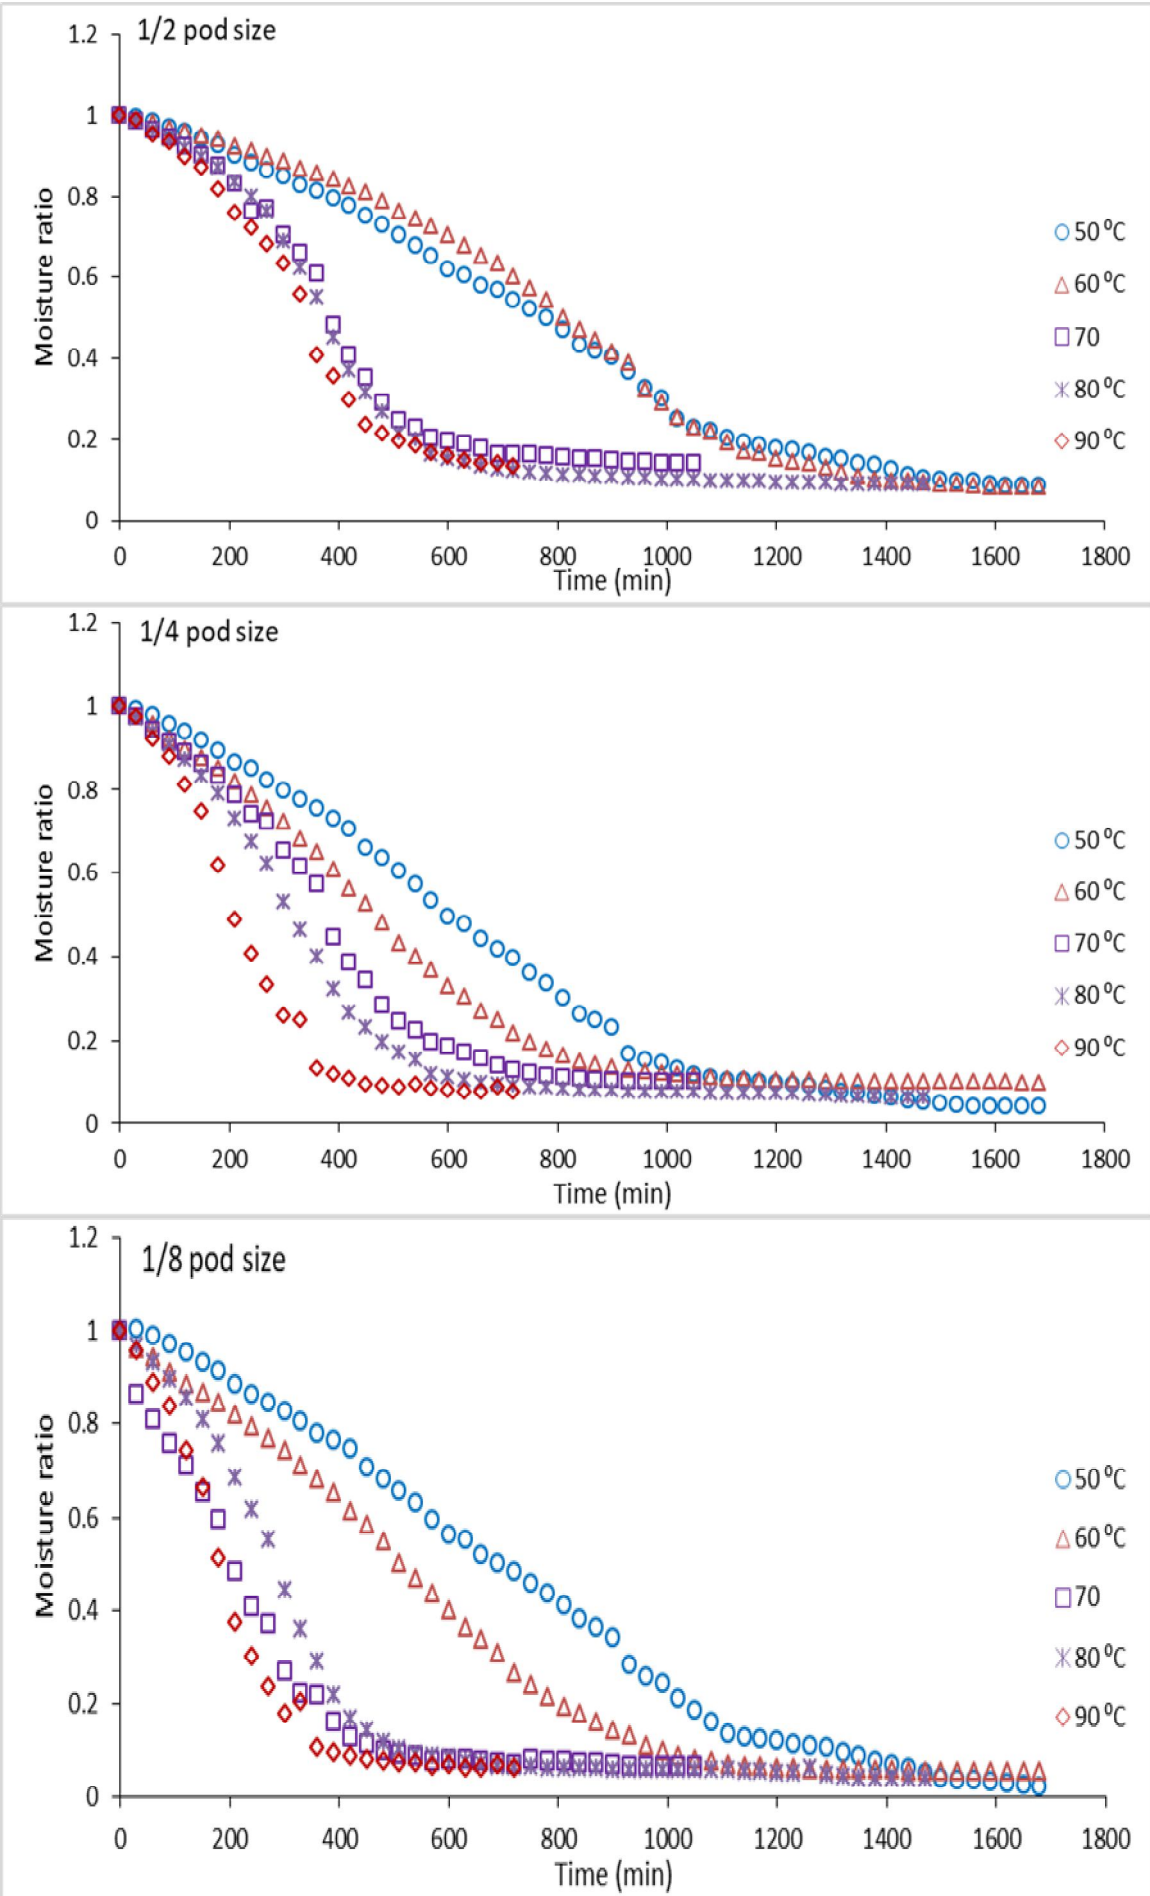 1/2 pod size
1.2
1
0.8
0.6
0.4
0.2
0
Moisture ratio
0 200 400 600 800 1000 1200 1400 1600 1800
Time (min)
50 ⁰C
60 ⁰C
70
80 ⁰C
90 ⁰C
1/4 pod size
1.2
1
0.8
0.6
0.4
0.2
0
Moisture ratio
0 200 400 600 800 1000 1200 1400 1600 1800
Time (min)
50 ⁰C
60 ⁰C
70 ⁰C
80 ⁰C
90 ⁰C
1/8 pod size
1.2
1
0.8
0.6
0.4
0.2
0
Moisture ratio
0 200 400 600 800 1000 1200 1400 1600 1800
Time (min)
50 ⁰C
60 ⁰C
70
80 ⁰C
90 ⁰C